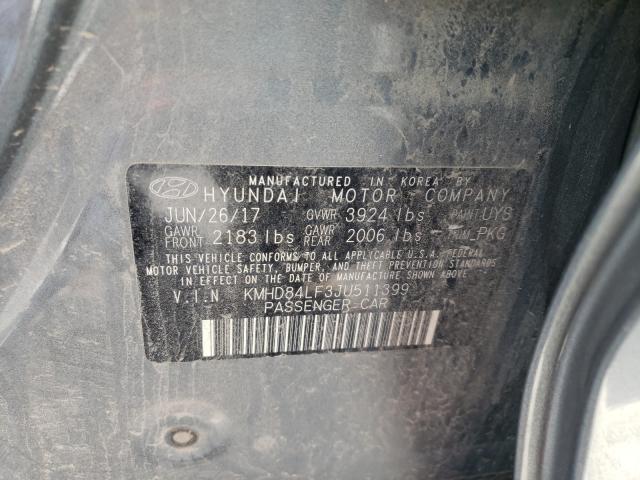 MANUFACTURED IN KOREA BY
HYUNDAI MOTOR COMPANY
JUN/26/17 GVWR 3924 lbs PAINT UYS
GAWR FRONT 2183 lbs GAWR REAR 2006 lbs TRIM PKG
THIS VEHICLE CONFORMS TO ALL APPLICABLE U.S.A. FEDERAL
MOTOR VEHICLE SAFETY, BUMPER, AND THEFT PREVENTION STANDARDS
IN EFFECT ON THE DATE OF MANUFACTURE SHOWN ABOVE.
V.I.N KMHD84LF3JU511399
PASSENGER-CAR